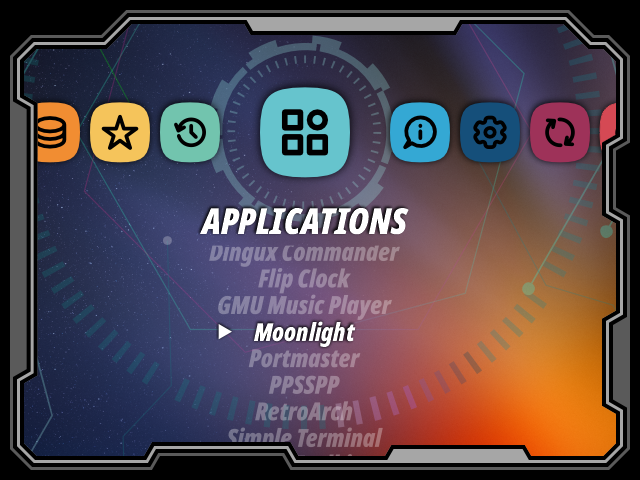 APPLICATIONS
Dingux Commander
Flip Clock
GMU Music Player
Moonlight
Portmaster
PPSSPP
RetroArch
Simple Terminal